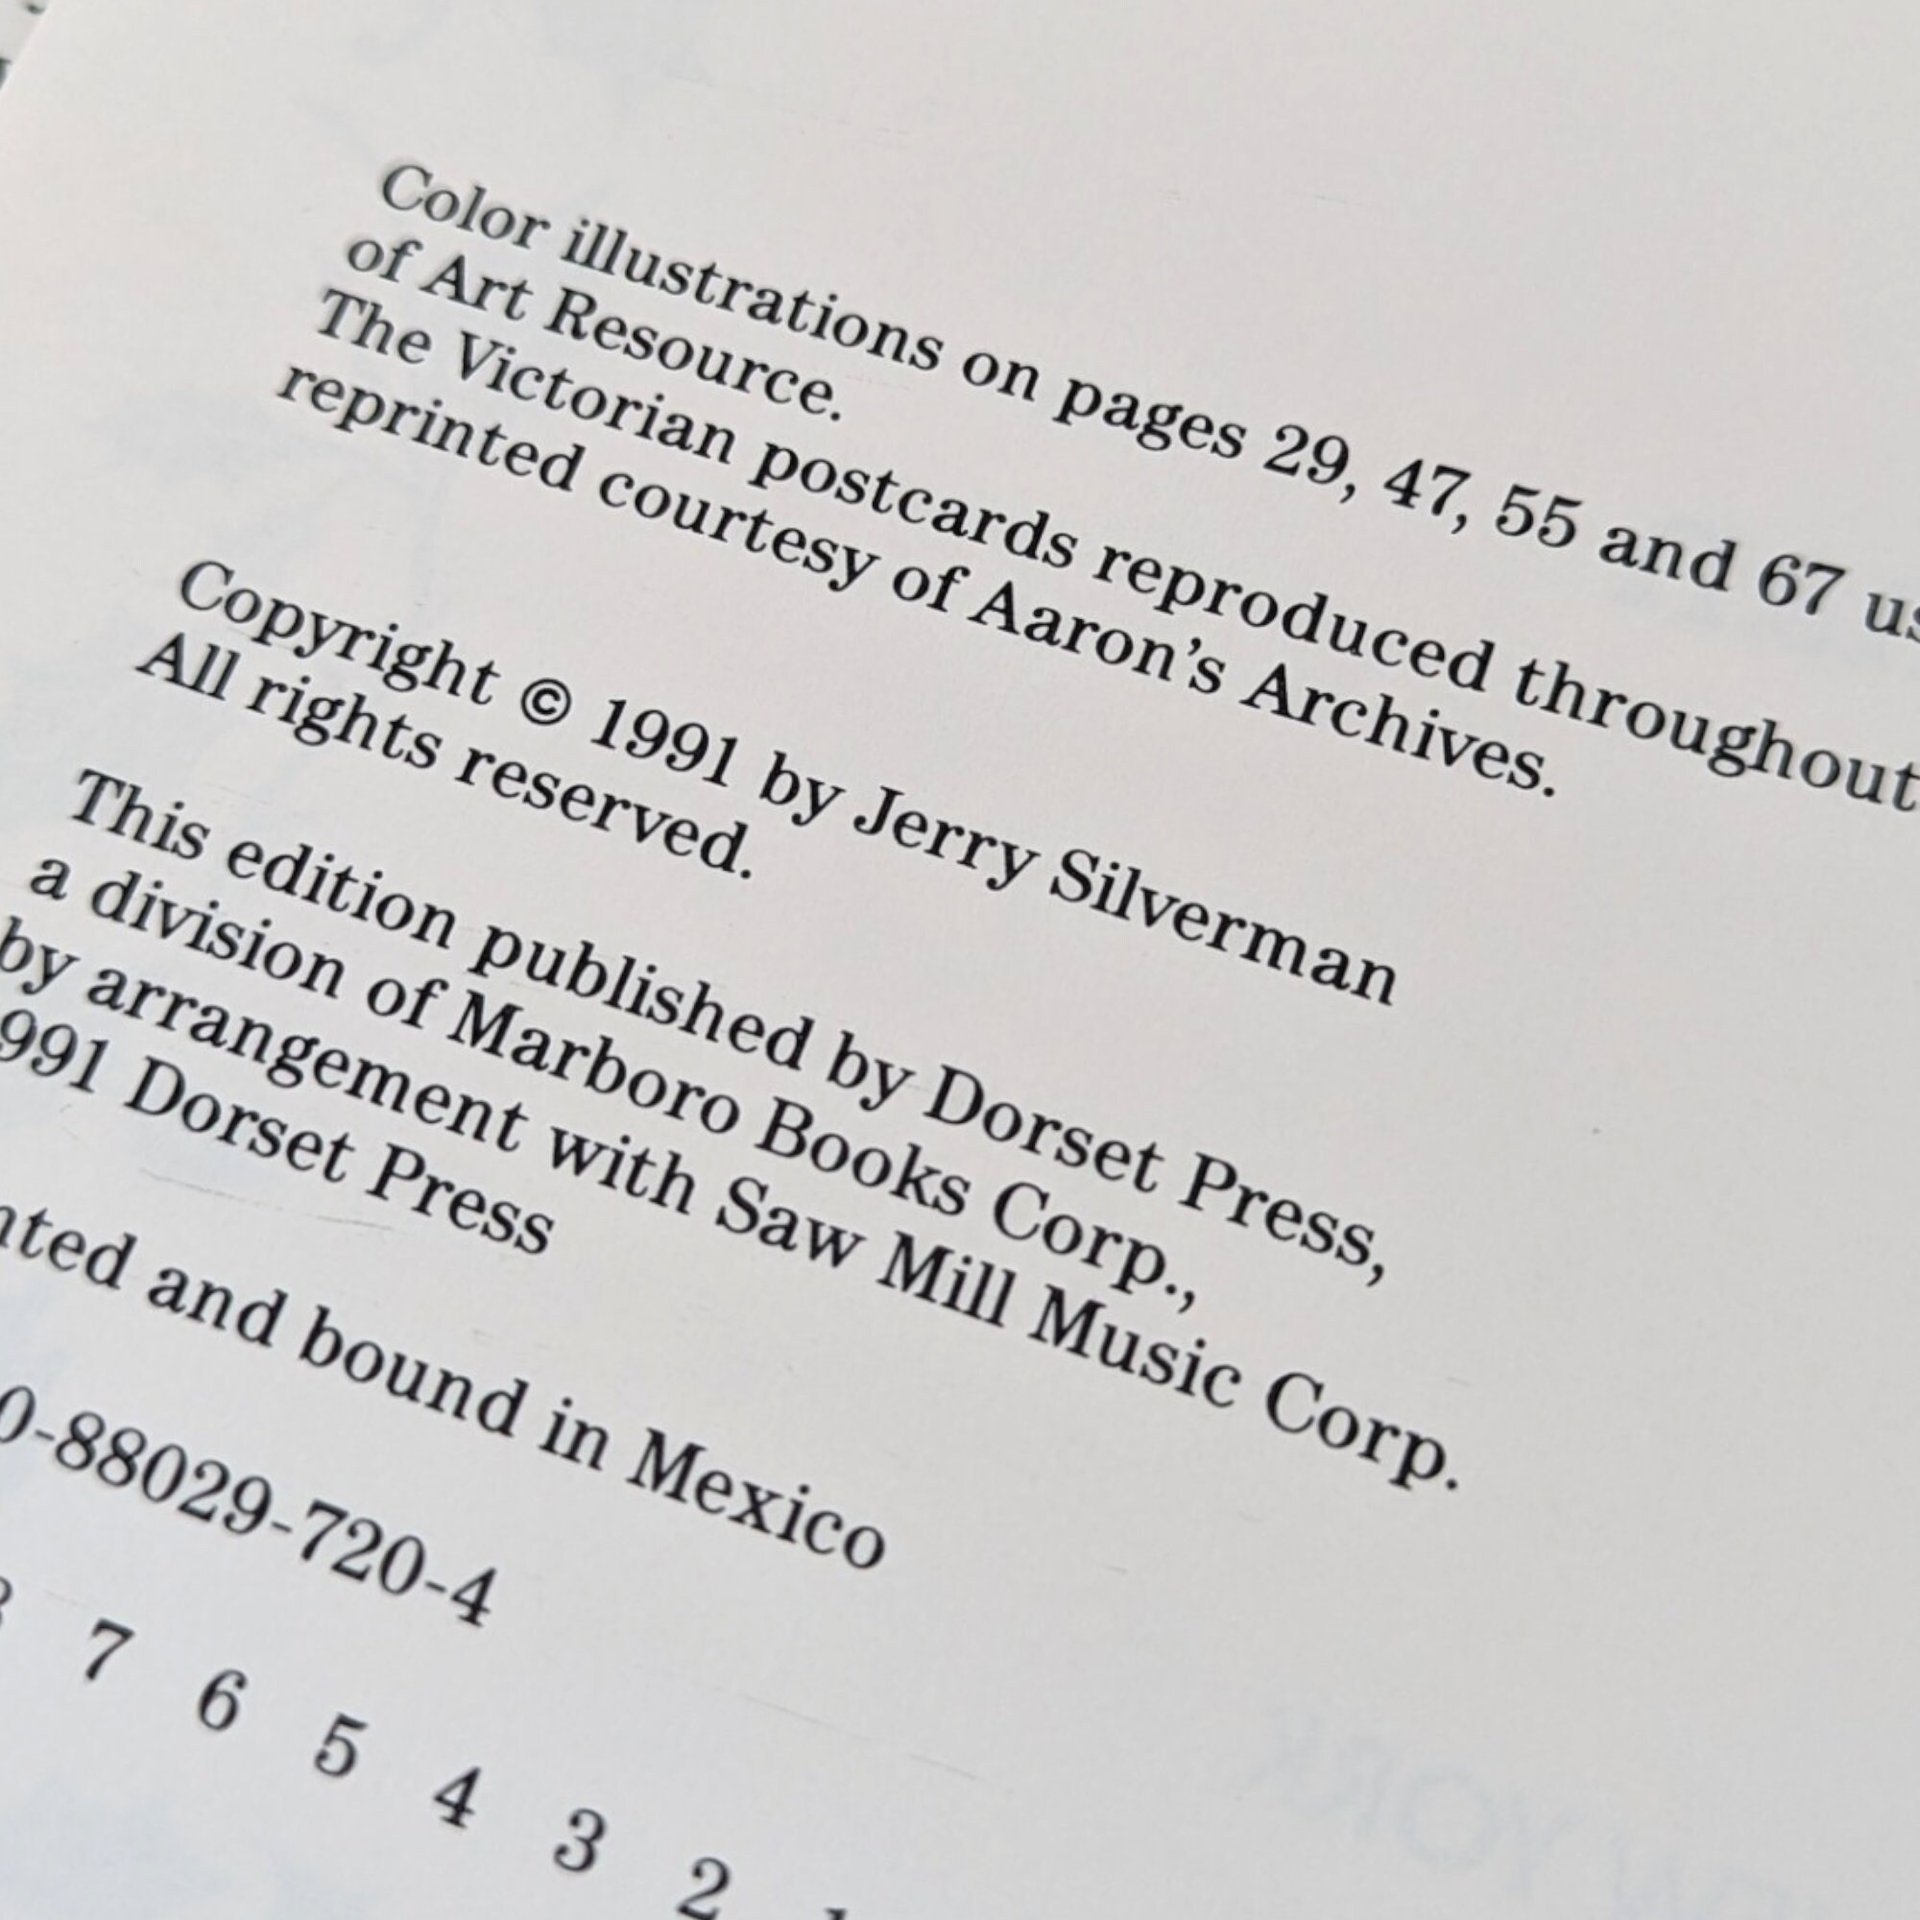 Color illustrations on pages 29, 47, 55 and 67
of Art Resource.
The Victorian postcards reproduced throughout
reprinted courtesy of Aaron's Archives.
Copyright © 1991 by Jerry Silverman
All rights reserved.
This edition published by Dorset Press,
a division of Marboro Books Corp.,
by arrangement with Saw Mill Music Corp.
991 Dorset Press
nted and bound in Mexico
0-88029-720-4
7 6 5 4 3 2